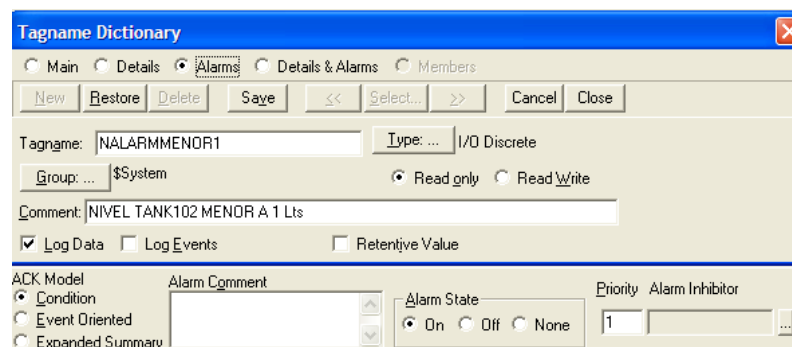 Tagname Dictionary
Main Details Alarms Details & Alarms Members
New Restore Delete Save << Select... >> Cancel Close
Tagname: NALARMMENOR1 Type: ... I/O Discrete
Group: ... $System Read only Read Write
Comment: NIVEL TANK102 MENOR A 1 Lts
Log Data Log Events Retentive Value
ACK Model Alarm Comment Alarm State Priority Alarm Inhibitor
Condition
Event Oriented On Off None 1 ...
Expanded Summary